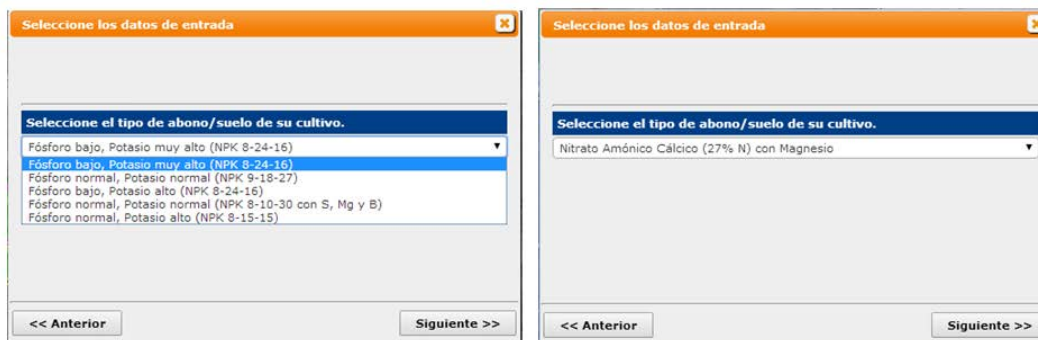 Seleccione los datos de entrada
Seleccione el tipo de abono/suelo de su cultivo.
Fósforo bajo, Potasio muy alto (NPK 8-24-16)
Fósforo bajo, Potasio muy alto (NPK 8-24-16)
Fósforo normal, Potasio normal (NPK 9-18-27)
Fósforo bajo, Potasio alto (NPK 8-24-16)
Fósforo normal, Potasio normal (NPK 8-10-30 con S, Mg y B)
Fósforo normal, Potasio alto (NPK 8-15-15)
<< Anterior
Siguiente >>
Seleccione los datos de entrada
Seleccione el tipo de abono/suelo de su cultivo.
Nitrato Amónico Cálcico (27% N) con Magnesio
<< Anterior
Siguiente >>